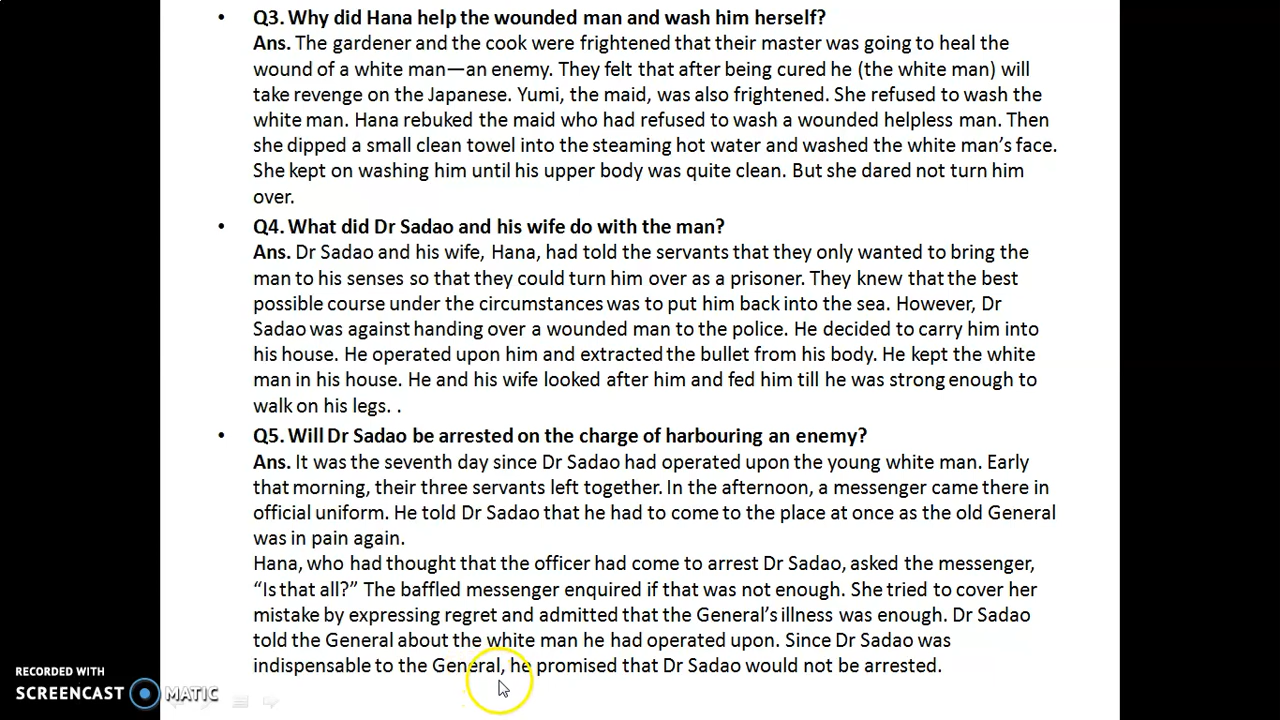 • Q3. Why did Hana help the wounded man and wash him herself?
Ans. The gardener and the cook were frightened that their master was going to heal the
wound of a white man—an enemy. They felt that after being cured he (the white man) will
take revenge on the Japanese. Yumi, the maid, was also frightened. She refused to wash the
white man. Hana rebuked the maid who had refused to wash a wounded helpless man. Then
she dipped a small clean towel into the steaming hot water and washed the white man’s face.
She kept on washing him until his upper body was quite clean. But she dared not turn him
over.
• Q4. What did Dr Sadao and his wife do with the man?
Ans. Dr Sadao and his wife, Hana, had told the servants that they only wanted to bring the
man to his senses so that they could turn him over as a prisoner. They knew that the best
possible course under the circumstances was to put him back into the sea. However, Dr
Sadao was against handing over a wounded man to the police. He decided to carry him into
his house. He operated upon him and extracted the bullet from his body. He kept the white
man in his house. He and his wife looked after him and fed him till he was strong enough to
walk on his legs. .
• Q5. Will Dr Sadao be arrested on the charge of harbouring an enemy?
Ans. It was the seventh day since Dr Sadao had operated upon the young white man. Early
that morning, their three servants left together. In the afternoon, a messenger came there in
official uniform. He told Dr Sadao that he had to come to the place at once as the old General
was in pain again.
Hana, who had thought that the officer had come to arrest Dr Sadao, asked the messenger,
“Is that all?” The baffled messenger enquired if that was not enough. She tried to cover her
mistake by expressing regret and admitted that the General’s illness was enough. Dr Sadao
told the General about the white man he had operated upon. Since Dr Sadao was
indispensable to the General, he promised that Dr Sadao would not be arrested.
RECORDED WITH
SCREENCAST MATIC